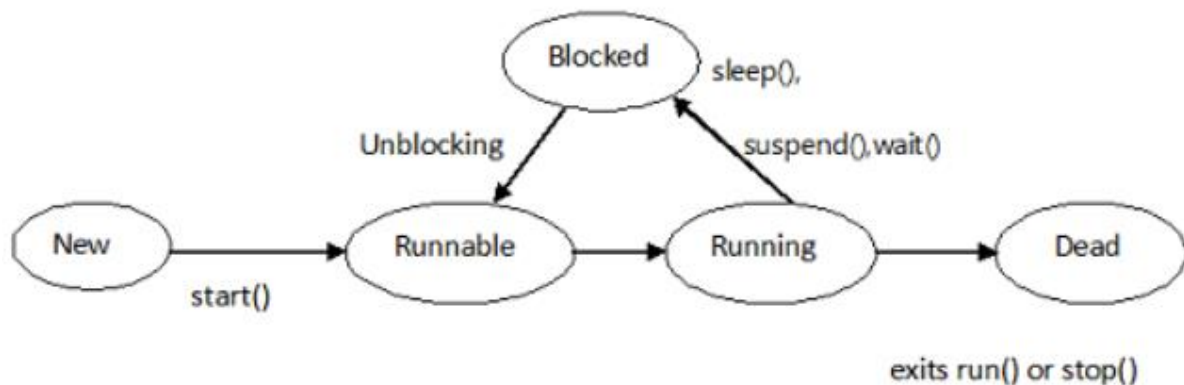 Blocked
sleep(),
Unblocking
suspend(),wait()
New
Runnable
Running
Dead
start()
exits run() or stop()